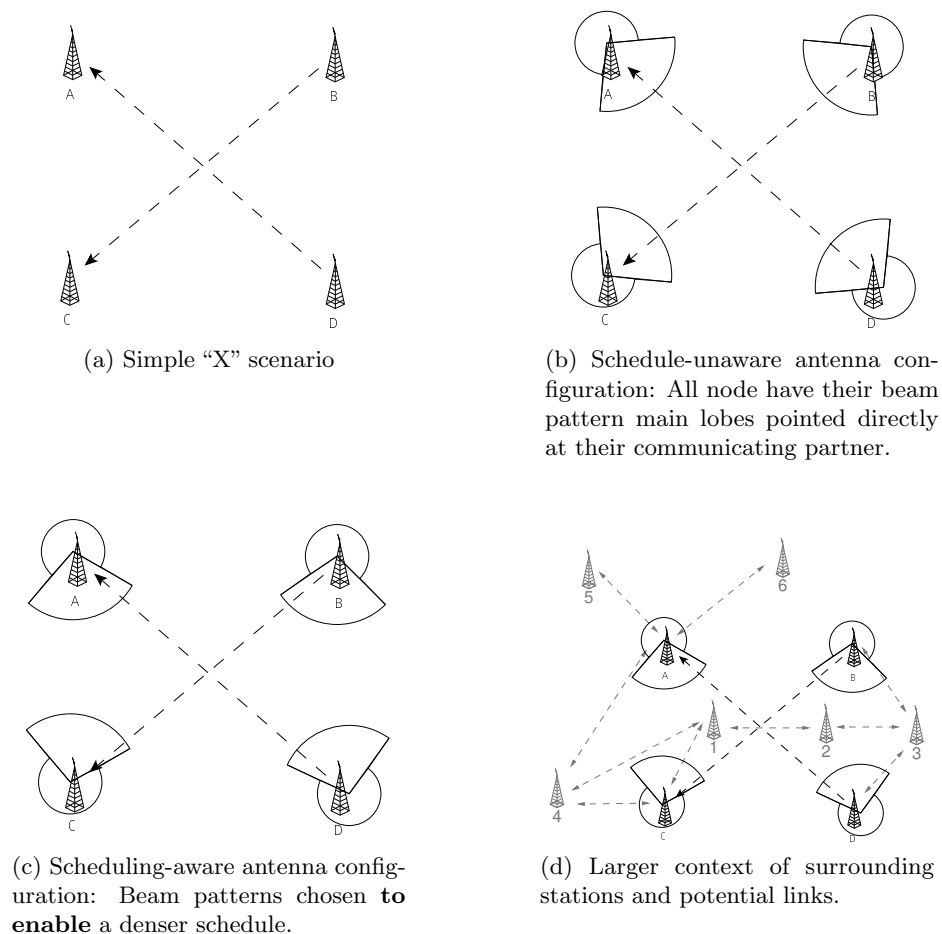 A
B
C
D
(a) Simple “X” scenario
A
B
C
D
(b) Schedule-unaware antenna con-
figuration: All node have their beam
pattern main lobes pointed directly
at their communicating partner.
A
B
C
D
(c) Scheduling-aware antenna config-
uration: Beam patterns chosen to
enable a denser schedule.
5
6
A
B
1
2
3
4
C
D
(d) Larger context of surrounding
stations and potential links.